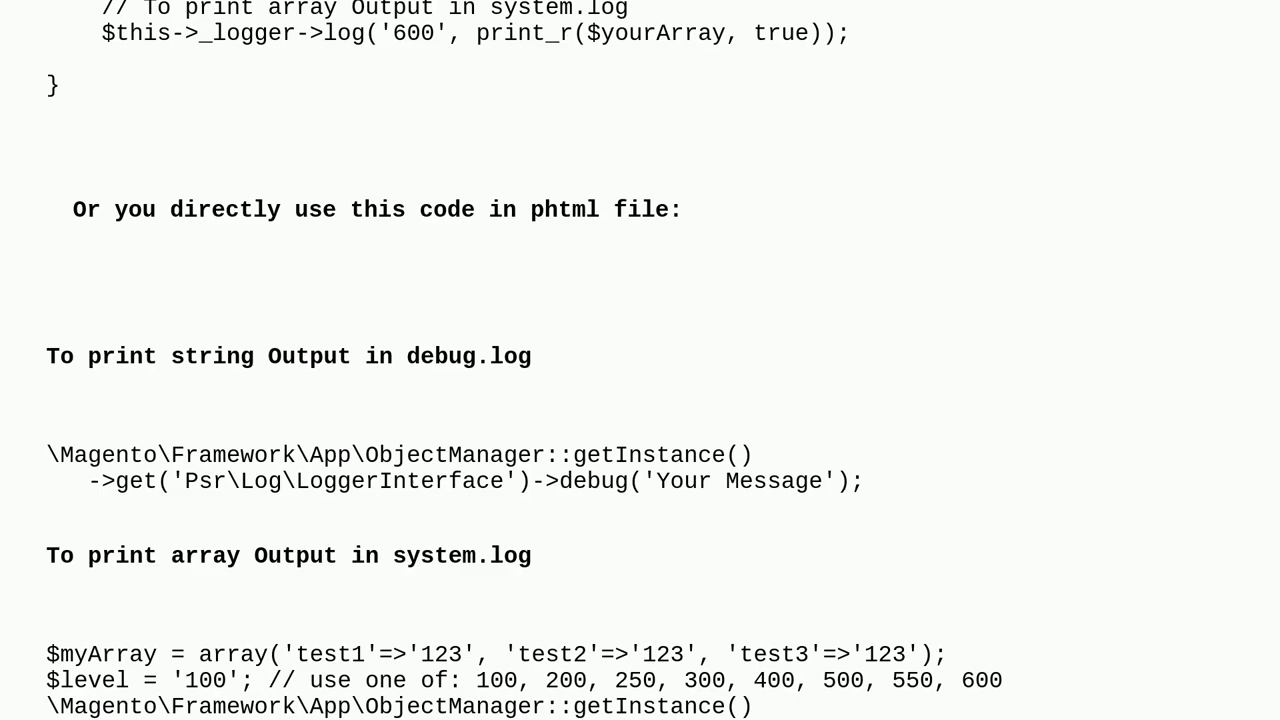 // To print array Output in system.log
$this->_logger->log('600', print_r($yourArray, true));
}
Or you directly use this code in phtml file:
To print string Output in debug.log
\Magento\Framework\App\ObjectManager::getInstance()
->get('Psr\Log\LoggerInterface')->debug('Your Message');
To print array Output in system.log
$myArray = array('test1'=>'123', 'test2'=>'123', 'test3'=>'123');
$level = '100'; // use one of: 100, 200, 250, 300, 400, 500, 550, 600
\Magento\Framework\App\ObjectManager::getInstance()